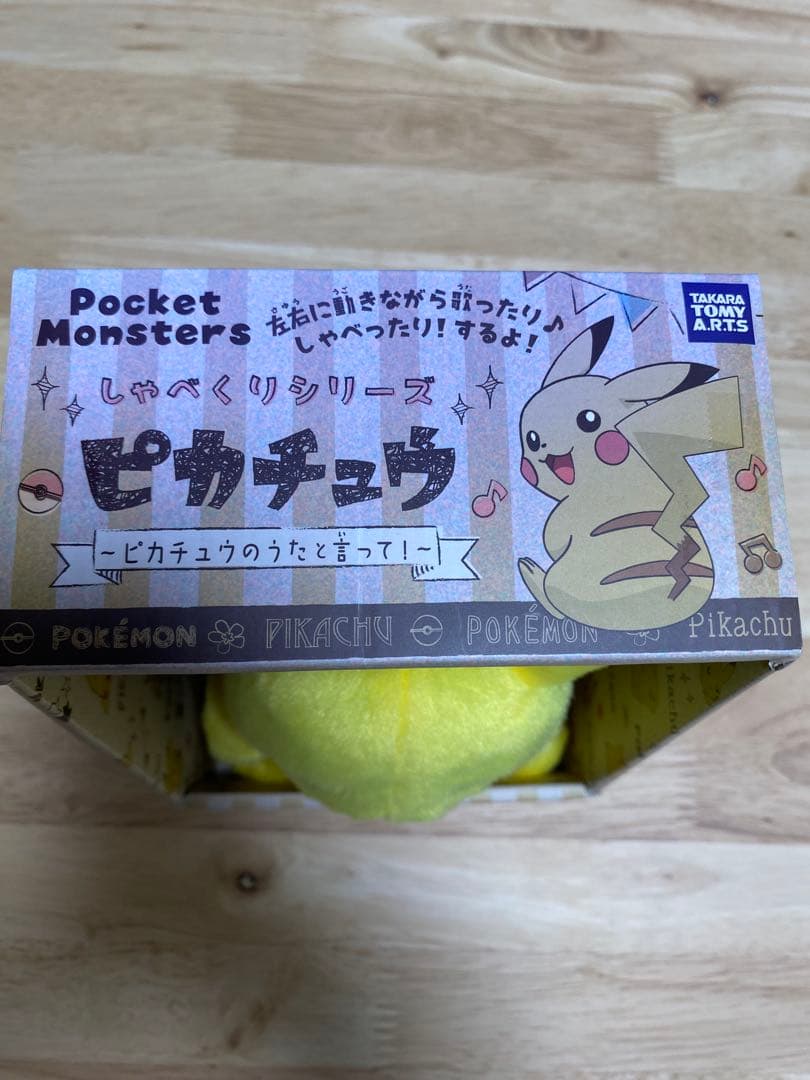 Pocket
Monsters
左右に動きながら歌ったり♪
しゃべったり!するよ!
TAKARA
TOMY
A.R.T.S
しゃべくりシリーズ
ピカチュウ
~ピカチュウのうたと言って!~
POKÉMON PIKACHU POKÉMON Pikachu
Pikachu